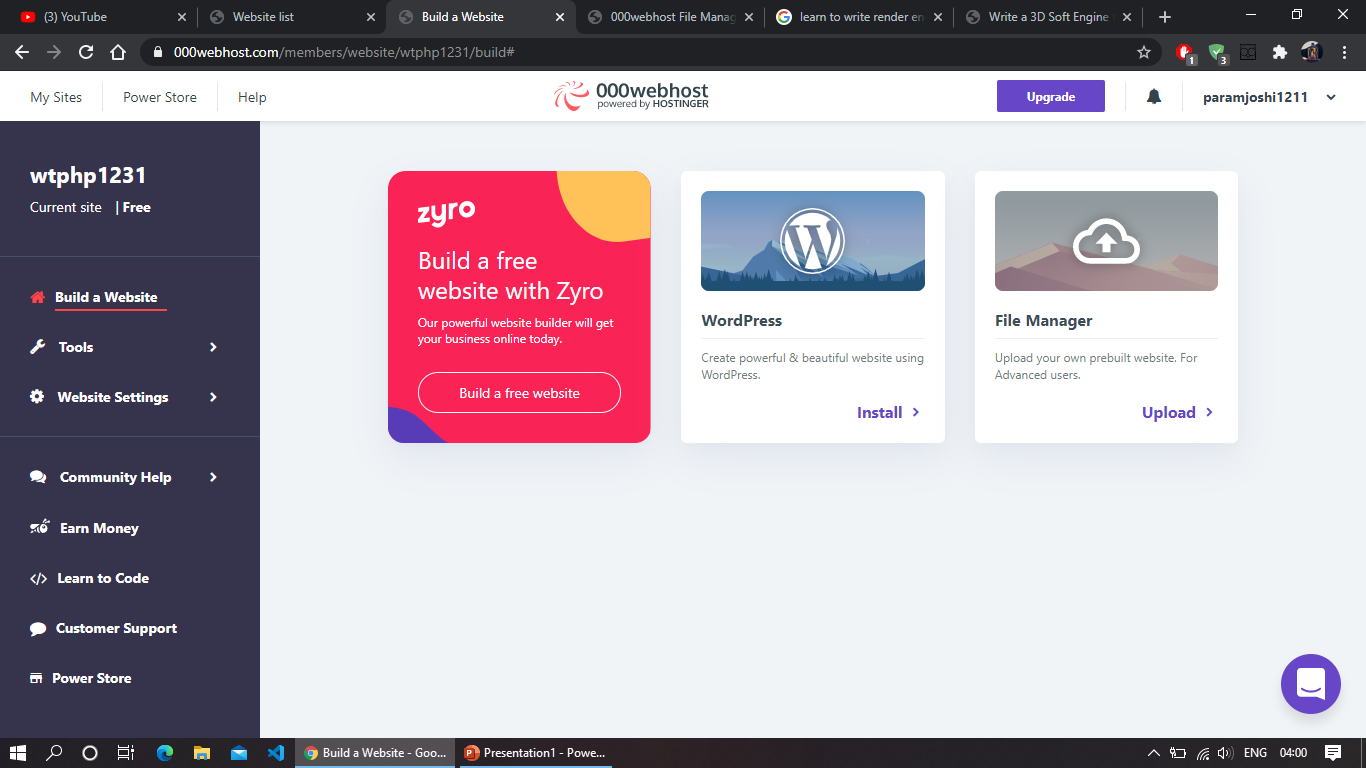 (3) YouTube
Website list
Build a Website
000webhost File Manag
learn to write render en
Write a 3D Soft Engine
000webhost.com/members/website/wtphp1231/build#
1
3
My Sites
Power Store
Help
000webhost
powered by HOSTINGER
Upgrade
paramjoshi1211
wtphp1231
Current site | Free
Build a Website
Tools
Website Settings
Community Help
Earn Money
Learn to Code
Customer Support
Power Store
zyro
Build a free
website with Zyro
Our powerful website builder will get
your business online today.
Build a free website
WordPress
Create powerful & beautiful website using
WordPress.
Install
File Manager
Upload your own prebuilt website. For
Advanced users.
Upload
Build a Website - Goo...
Presentation1 - Powe...
ENG
04:00